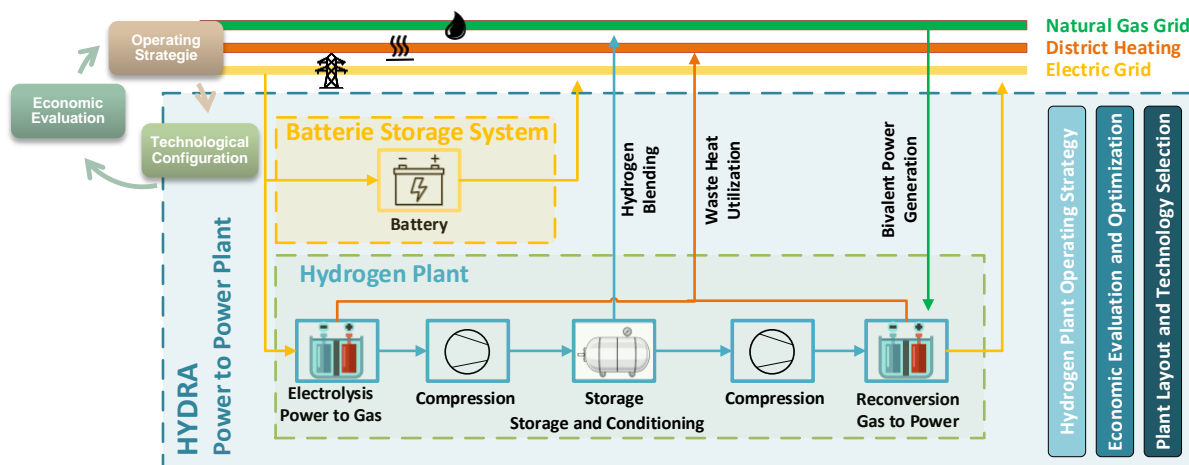 Natural Gas Grid
District Heating
Electric Grid
Operating
Strategie
Economic
Evaluation
Technological
Configuration
Batterie Storage System
Battery
Hydrogen
Blending
Waste Heat
Utilization
Bivalent Power
Generation
HYDRA
Power to Power Plant
Hydrogen Plant
Electrolysis
Power to Gas
Compression
Storage
Storage and Conditioning
Compression
Reconversion
Gas to Power
Hydrogen Plant Operating Strategy
Economic Evaluation and Optimization
Plant Layout and Technology Selection